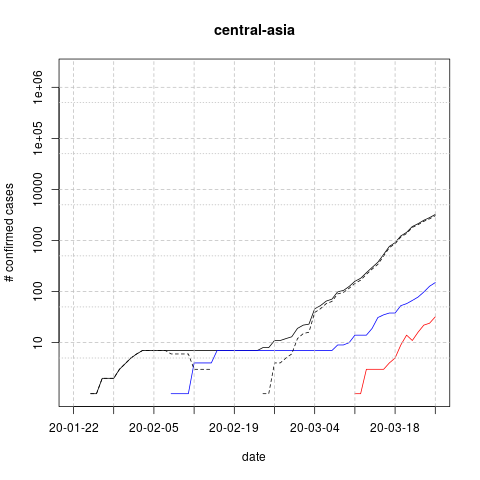 central-asia
# confirmed cases
1e+06
1e+05
10000
1000
100
10
20-01-22
20-02-05
20-02-19
20-03-04
20-03-18
date